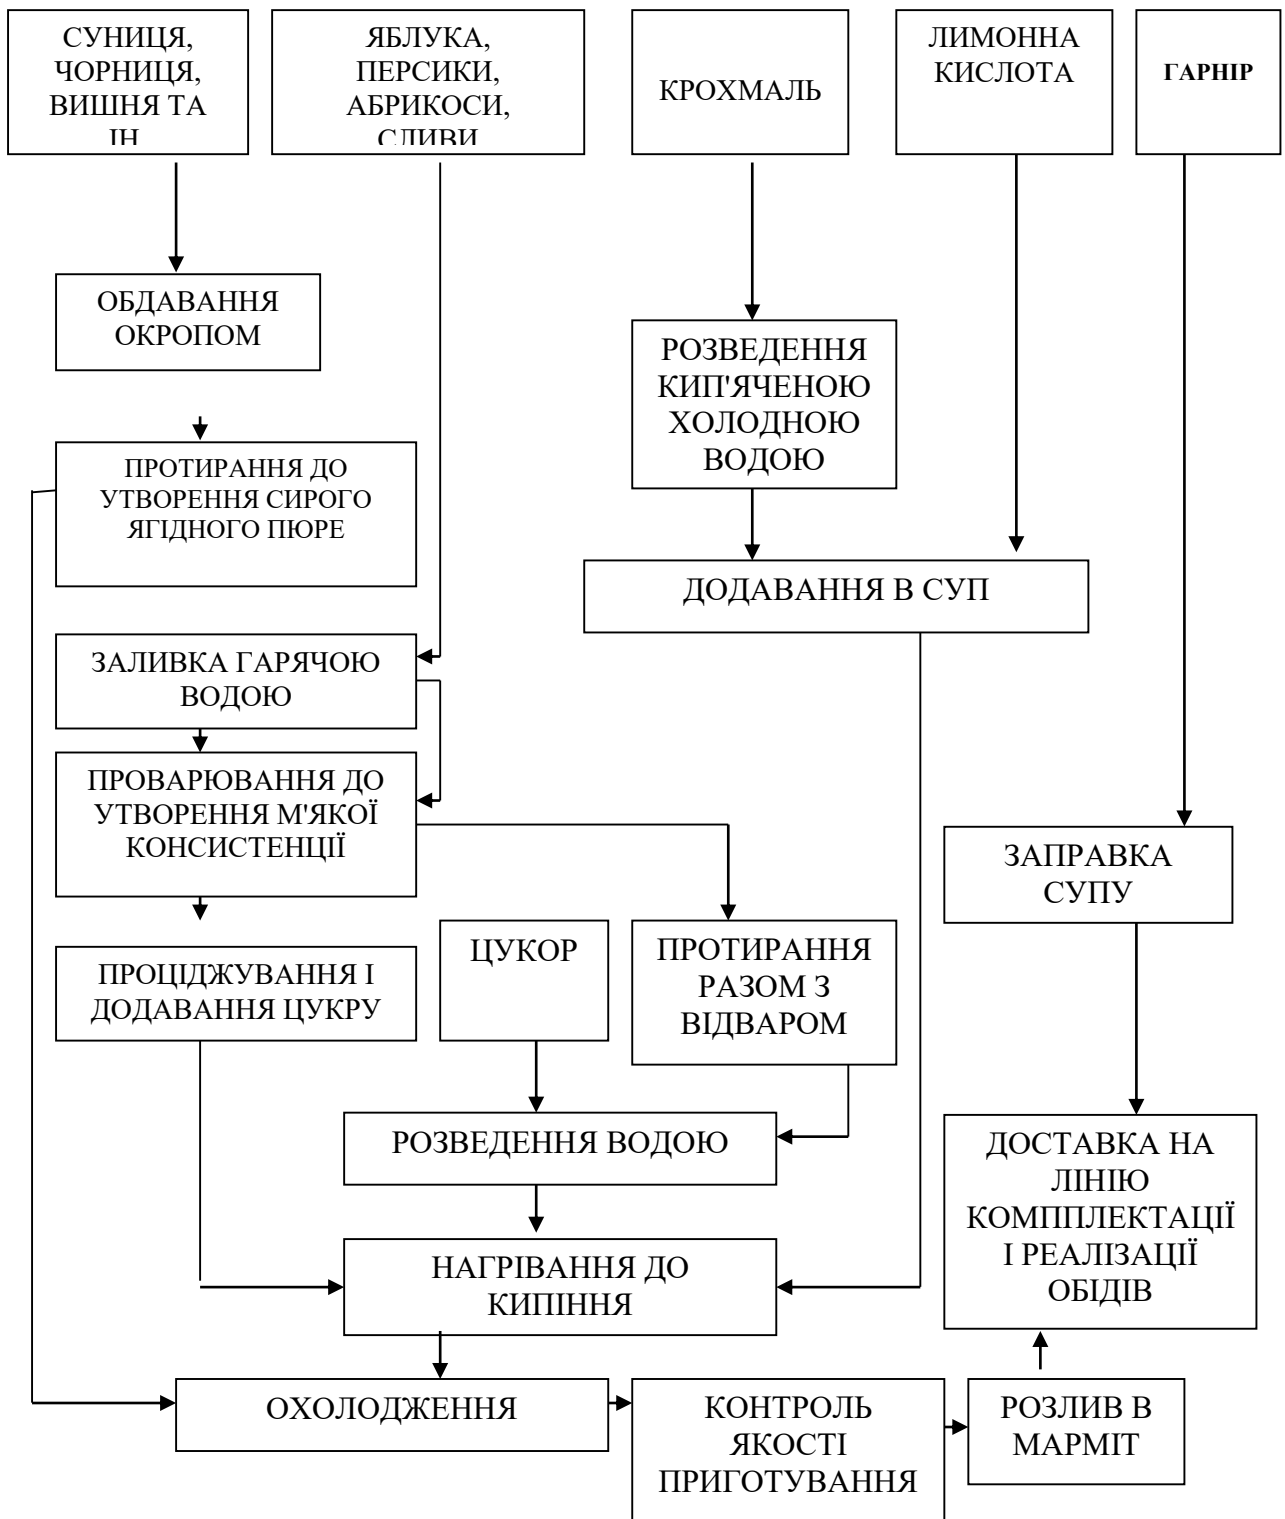 СУНИЦЯ,
ЧОРНИЦЯ,
ВИШНЯ ТА
ІН
ЯБЛУКА,
ПЕРСИКИ,
АБРИКОСИ,
СЛИВИ
КРОХМАЛЬ
ЛИМОННА
КИСЛОТА
ГАРНІР
ОБДАВАННЯ
ОКРОПОМ
РОЗВЕДЕННЯ
КИП'ЯЧЕНОЮ
ХОЛОДНОЮ
ВОДОЮ
ПРОТИРАННЯ ДО
УТВОРЕННЯ СИРОГО
ЯГІДНОГО ПЮРЕ
ДОДАВАННЯ В СУП
ЗАЛИВКА ГАРЯЧОЮ
ВОДОЮ
ПРОВАРЮВАННЯ ДО
УТВОРЕННЯ М'ЯКОЇ
КОНСИСТЕНЦІЇ
ЗАПРАВКА
СУПУ
ПРОЦІДЖУВАННЯ І
ДОДАВАННЯ ЦУКРУ
ЦУКОР
ПРОТИРАННЯ
РАЗОМ З
ВІДВАРОМ
РОЗВЕДЕННЯ ВОДОЮ
ДОСТАВКА НА
ЛІНІЮ
КОМППЛЕКТАЦІЇ
І РЕАЛІЗАЦІЇ
ОБІДІВ
НАГРІВАННЯ ДО
КИПІННЯ
ОХОЛОДЖЕННЯ
КОНТРОЛЬ
ЯКОСТІ
ПРИГОТУВАННЯ
РОЗЛИВ В
МАРМІТ